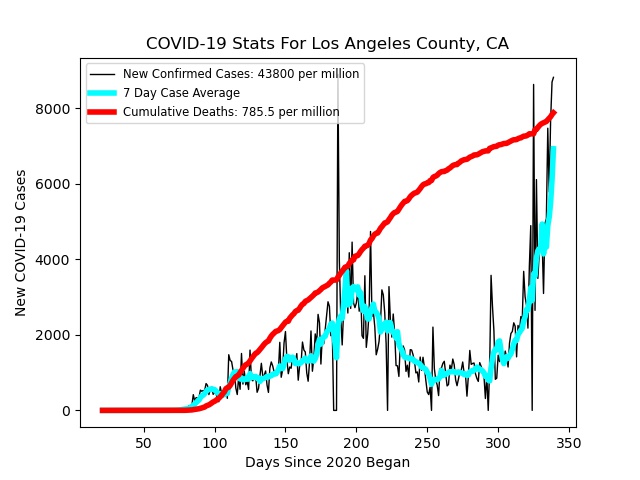 COVID-19 Stats For Los Angeles County, CA
New Confirmed Cases: 43800 per million
7 Day Case Average
Cumulative Deaths: 785.5 per million
New COVID-19 Cases
8000
6000
4000
2000
0
50 100 150 200 250 300 350
Days Since 2020 Began